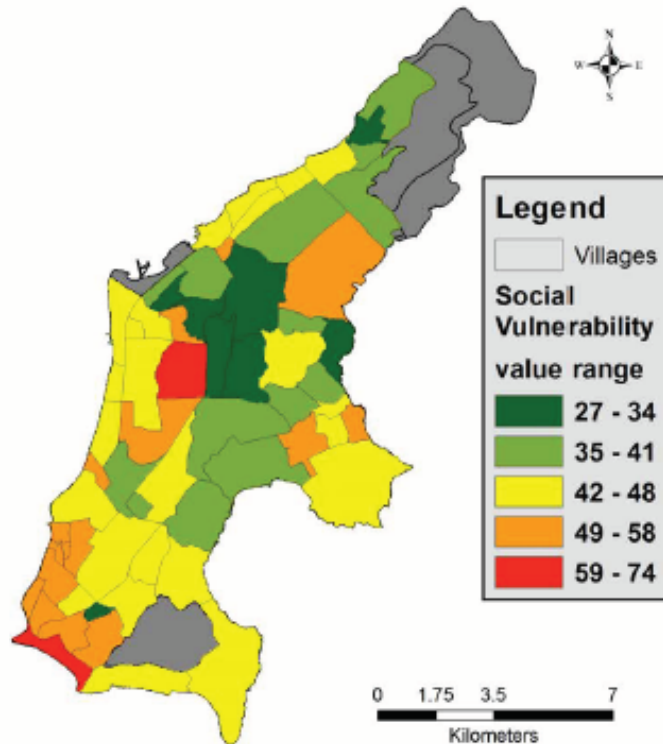 N
W E
S
Legend
Villages
Social
Vulnerability
value range
27 - 34
35 - 41
42 - 48
49 - 58
59 - 74
0 1.75 3.5 7
Kilometers